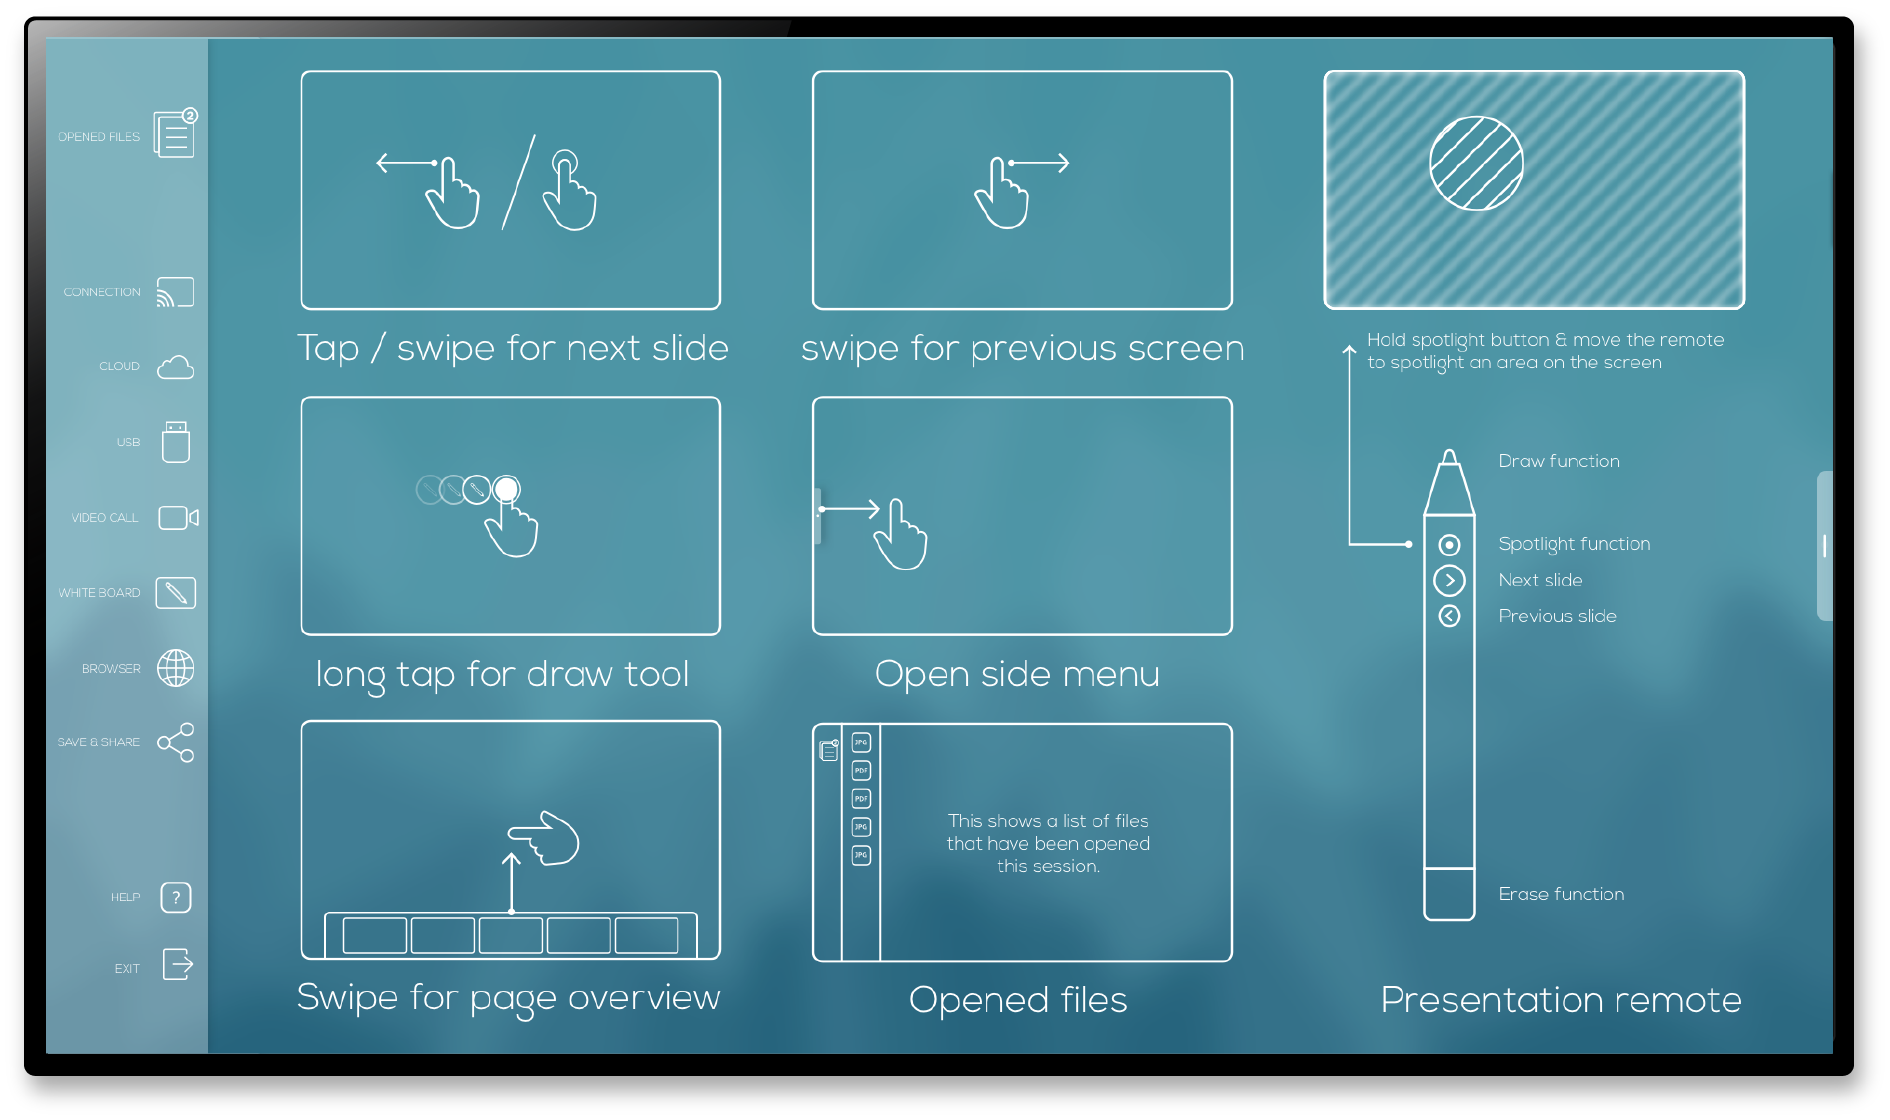 OPENED FILES
2
CONNECTION
CLOUD
USB
VIDEO CALL
WHITE BOARD
BROWSER
SAVE & SHARE
HELP
?
EXIT
Tap / swipe for next slide
swipe for previous screen
Hold spotlight button & move the remote
to spotlight an area on the screen
long tap for draw tool
Open side menu
Draw function
Spotlight function
Next slide
Previous slide
Erase function
Swipe for page overview
2
JPG
PDF
PDF
JPG
JPG
This shows a list of files
that have been opened
this session.
Opened files
Presentation remote